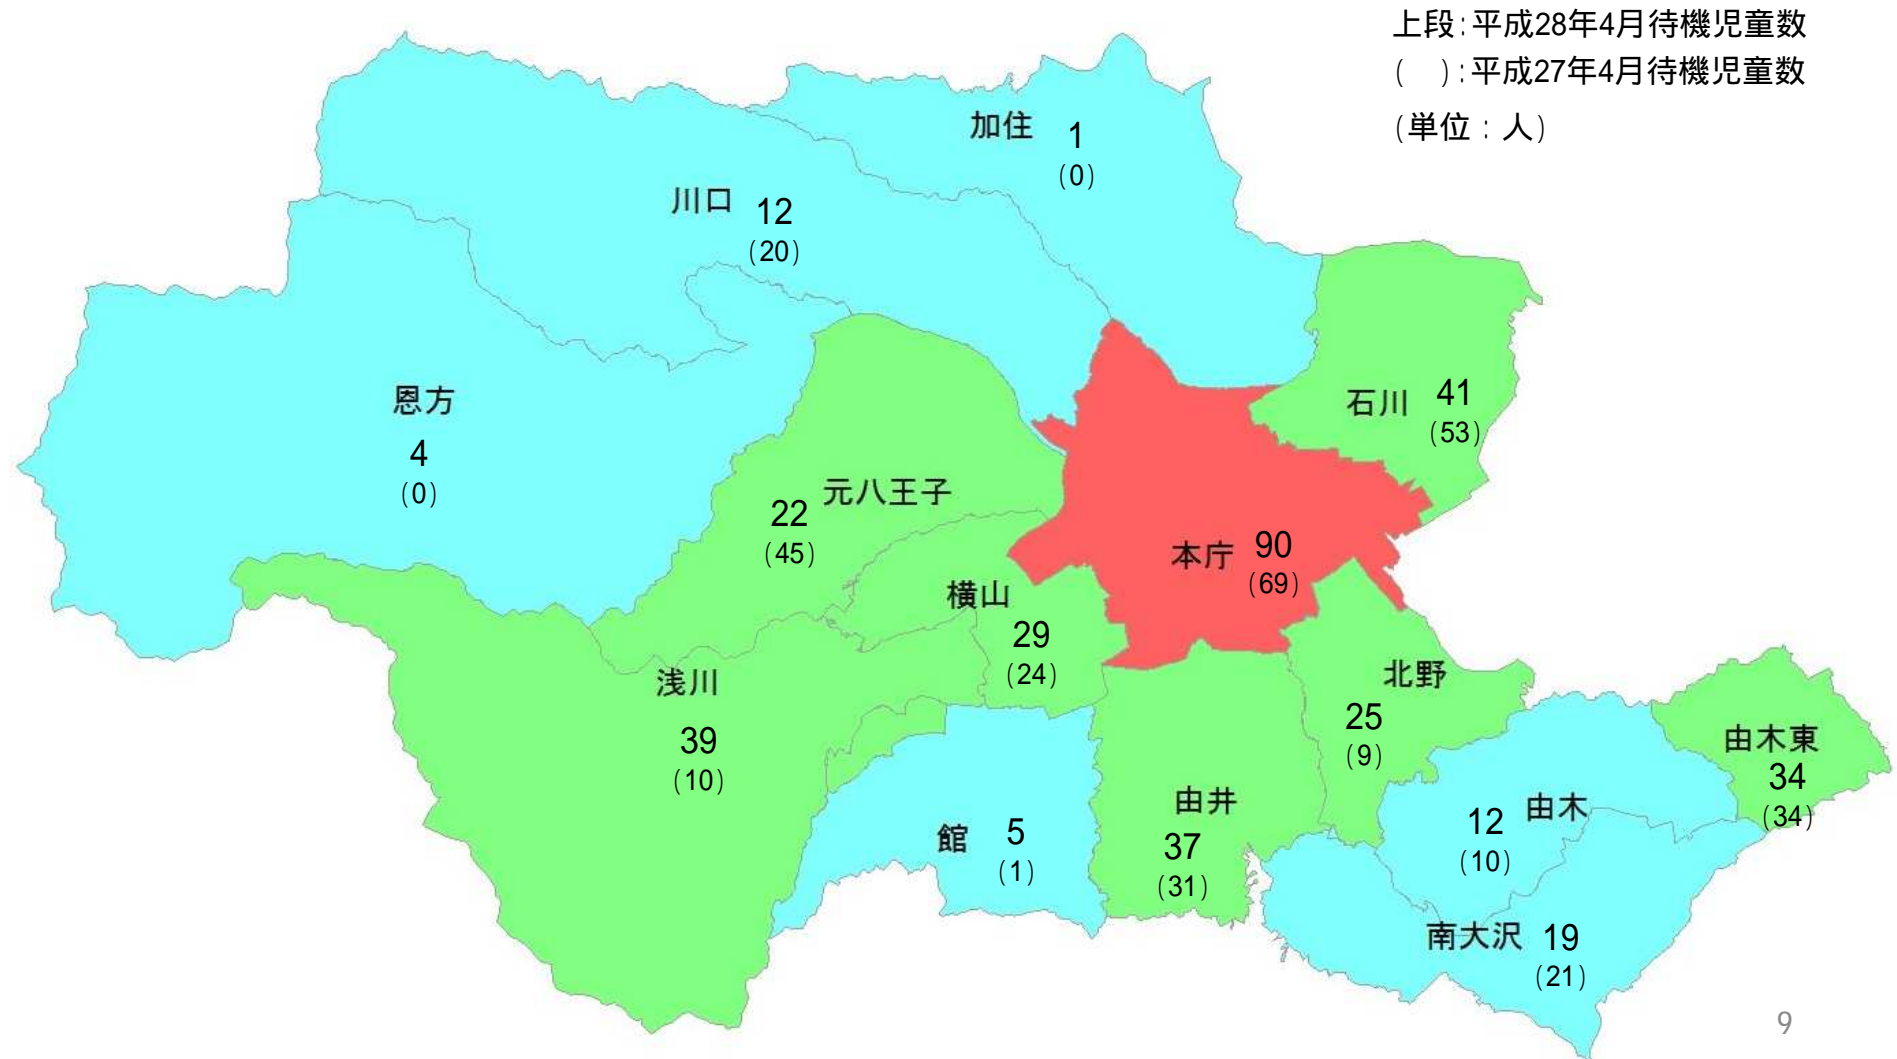 上段:平成28年4月待機児童数
( ):平成27年4月待機児童数
(単位:人)
加住 1
(0)
川口 12
(20)
石川 41
(53)
恩方
4
(0)
元八王子
22
(45)
本庁 90
(69)
横山
29
(24)
浅川
39
(10)
北野
25
(9)
由木東
34
(34)
由井
37
(31)
館 5
(1)
由木
12
(10)
南大沢 19
(21)
9